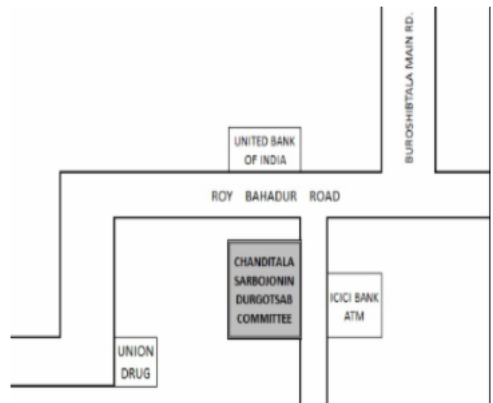 BUROSHIBTALA MAIN RD.
UNITED BANK
OF INDIA
ROY BAHADUR ROAD
CHANDITALA
SARBOJONIN
DURGOTSAB
COMMITTEE
ICICI BANK
ATM
UNION
DRUG